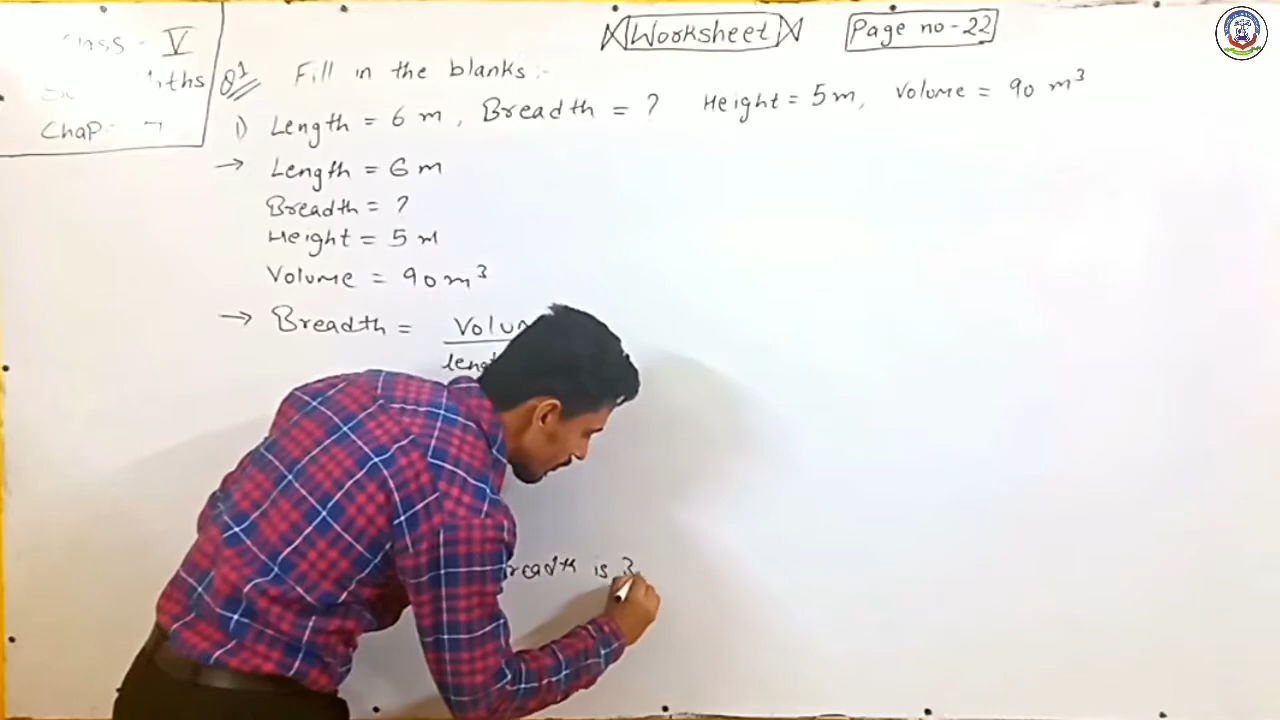 Worksheet
Page no - 22
V
Chap
Q1 Fill in the blanks :-
1) Length = 6 m, Breadth = ? Height = 5 m, Volume = 90 m³
→ Length = 6 m
Breadth = ?
Height = 5 m
Volume = 90 m³
→ Breadth =
is 3